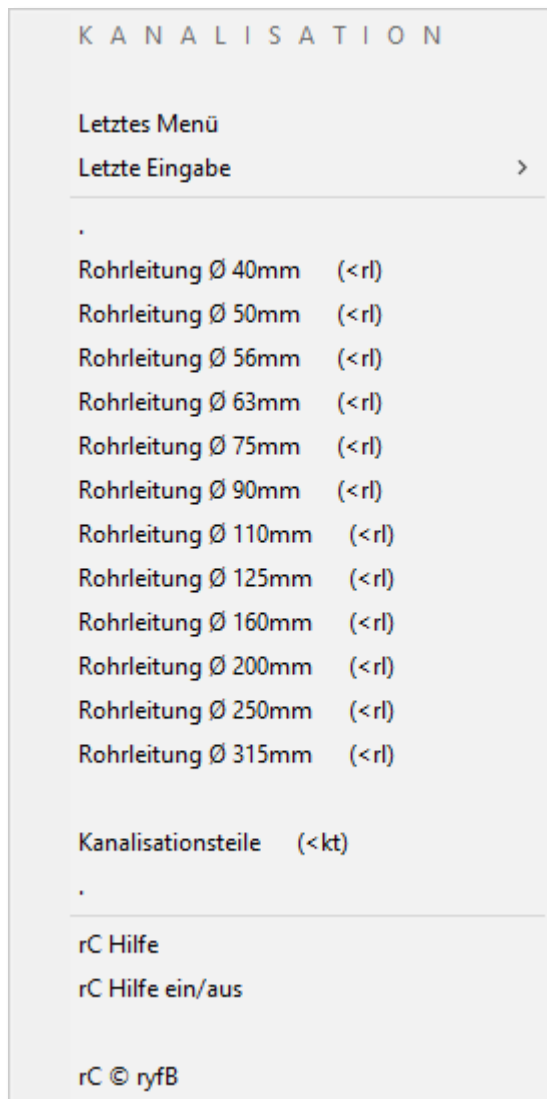 K A N A L I S A T I O N
Letztes Menü
Letzte Eingabe >
.
Rohrleitung Ø 40mm (<rl)
Rohrleitung Ø 50mm (<rl)
Rohrleitung Ø 56mm (<rl)
Rohrleitung Ø 63mm (<rl)
Rohrleitung Ø 75mm (<rl)
Rohrleitung Ø 90mm (<rl)
Rohrleitung Ø 110mm (<rl)
Rohrleitung Ø 125mm (<rl)
Rohrleitung Ø 160mm (<rl)
Rohrleitung Ø 200mm (<rl)
Rohrleitung Ø 250mm (<rl)
Rohrleitung Ø 315mm (<rl)
Kanalisationsteile (<kt)
.
rC Hilfe
rC Hilfe ein/aus
rC © ryfB